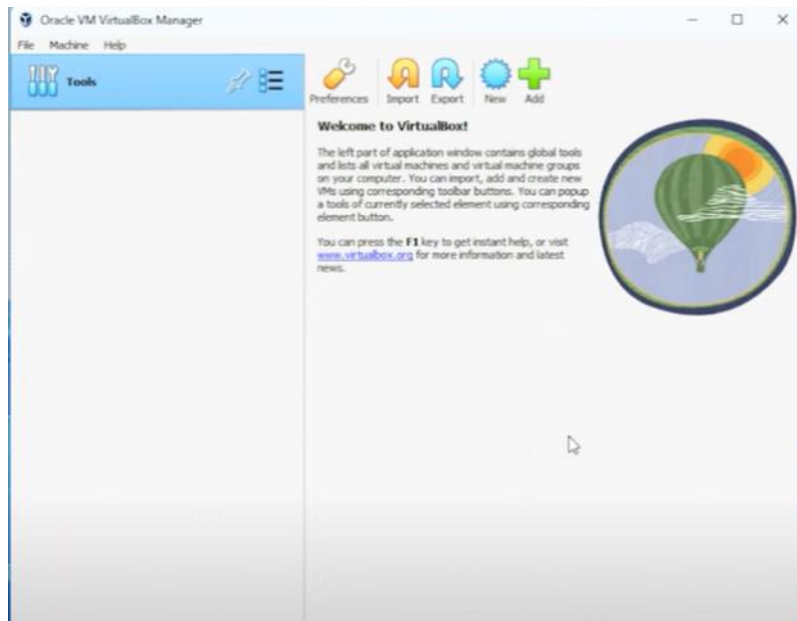 Oracle VM VirtualBox Manager
File Machine Help
Tools
Preferences Import Export New Add
Welcome to VirtualBox!
The left part of application window contains global tools
and lists all virtual machines and virtual machine groups
on your computer. You can import, add and create new
VMs using corresponding toolbar buttons. You can popup
a tools of currently selected element using corresponding
element button.
You can press the F1 key to get instant help, or visit
www.virtualbox.org for more information and latest
news.